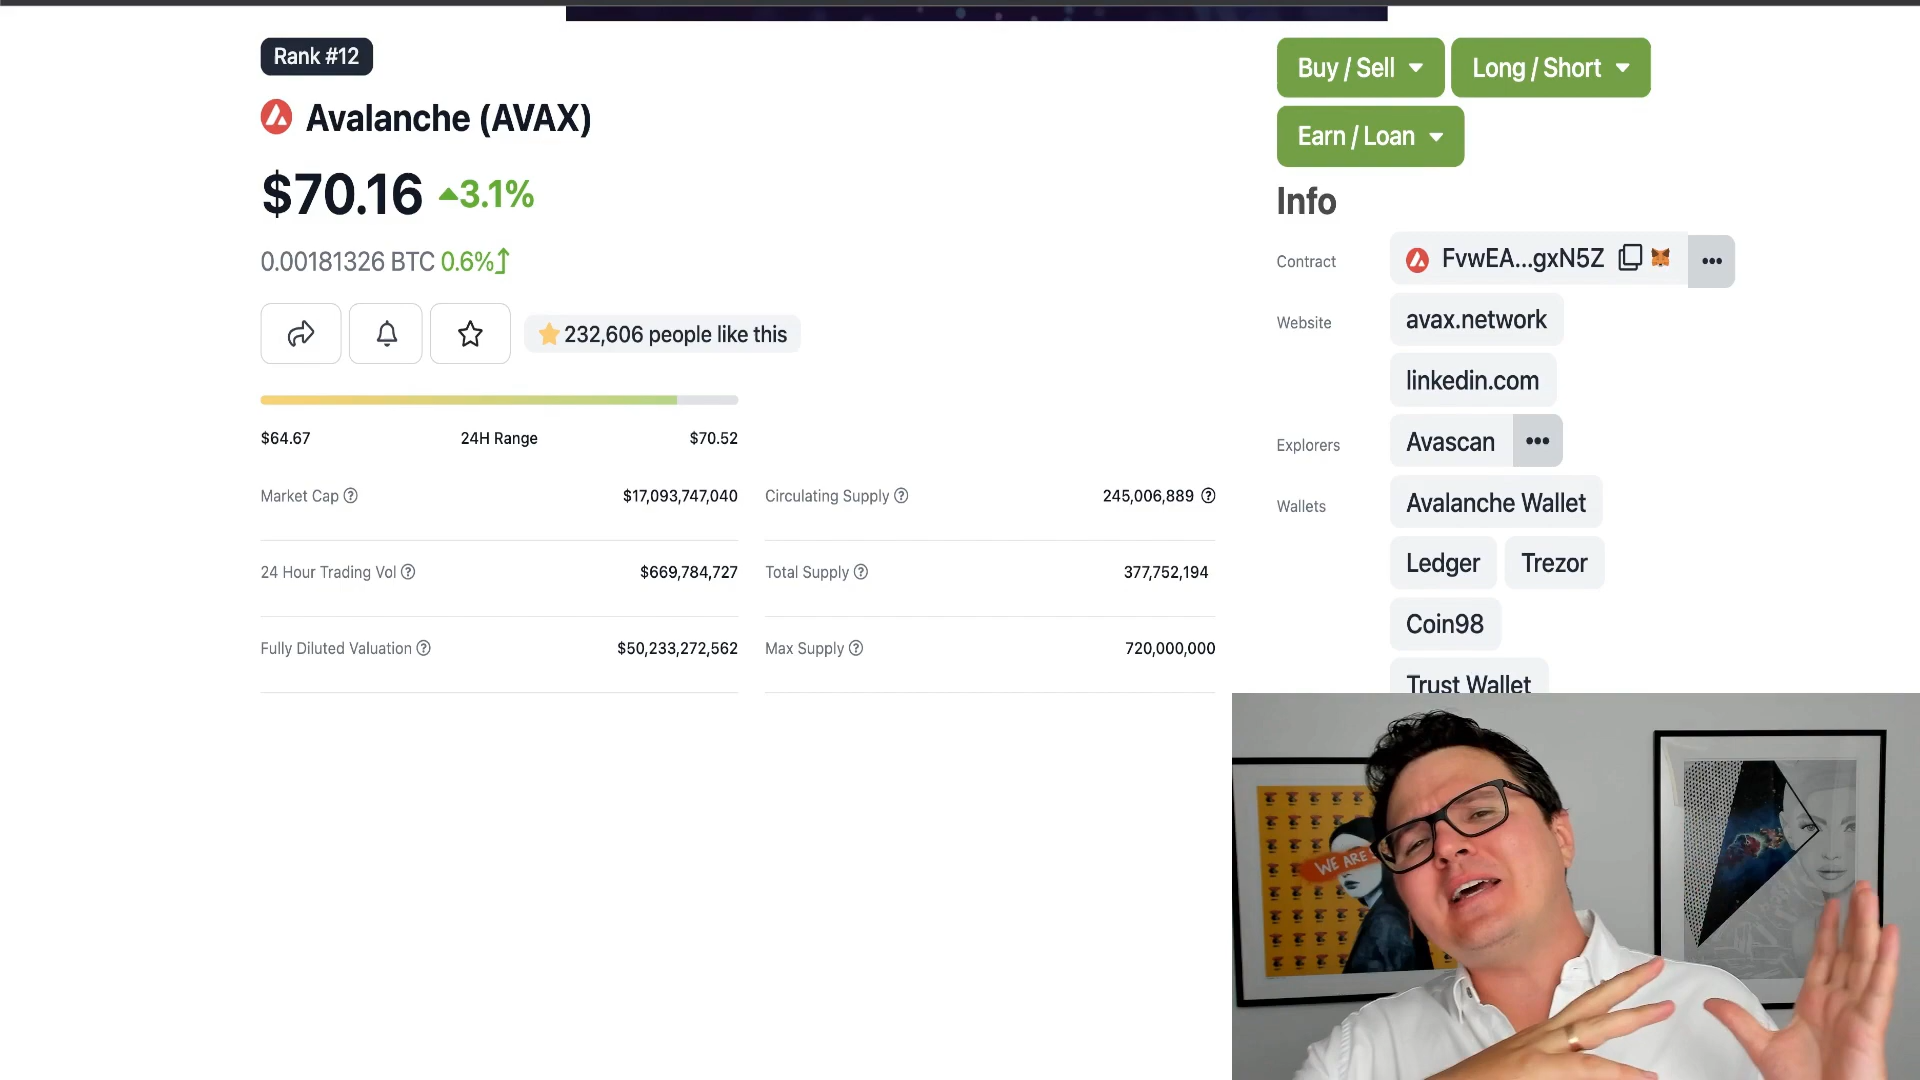 Rank #12
Avalanche (AVAX)
$70.16 3.1%
0.00181326 BTC 0.6%
232,606 people like this
$64.67 24H Range $70.52
Market Cap $17,093,747,040
Circulating Supply 245,006,889
24 Hour Trading Vol $669,784,727
Total Supply 377,752,194
Fully Diluted Valuation $50,233,272,562
Max Supply 720,000,000
Buy / Sell Long / Short
Earn / Loan
Info
Contract FvwEA...gxN5Z
Website avax.network
linkedin.com
Explorers Avascan
Wallets Avalanche Wallet
Ledger Trezor
Coin98
Trust Wallet
WE ARE